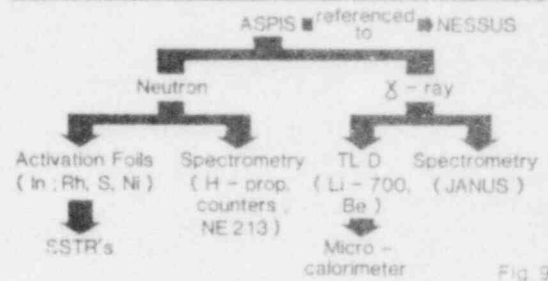 ASPIS referenced to NESSUS
Neutron
γ - ray
Activation Foils
( In ; Rh, S, Ni )
Spectrometry
( H - prop. counters , NE 213 )
TLD
( Li - 700, Be )
Spectrometry
( JANUS )
SSTR's
Micro - calorimeter
Fig 9